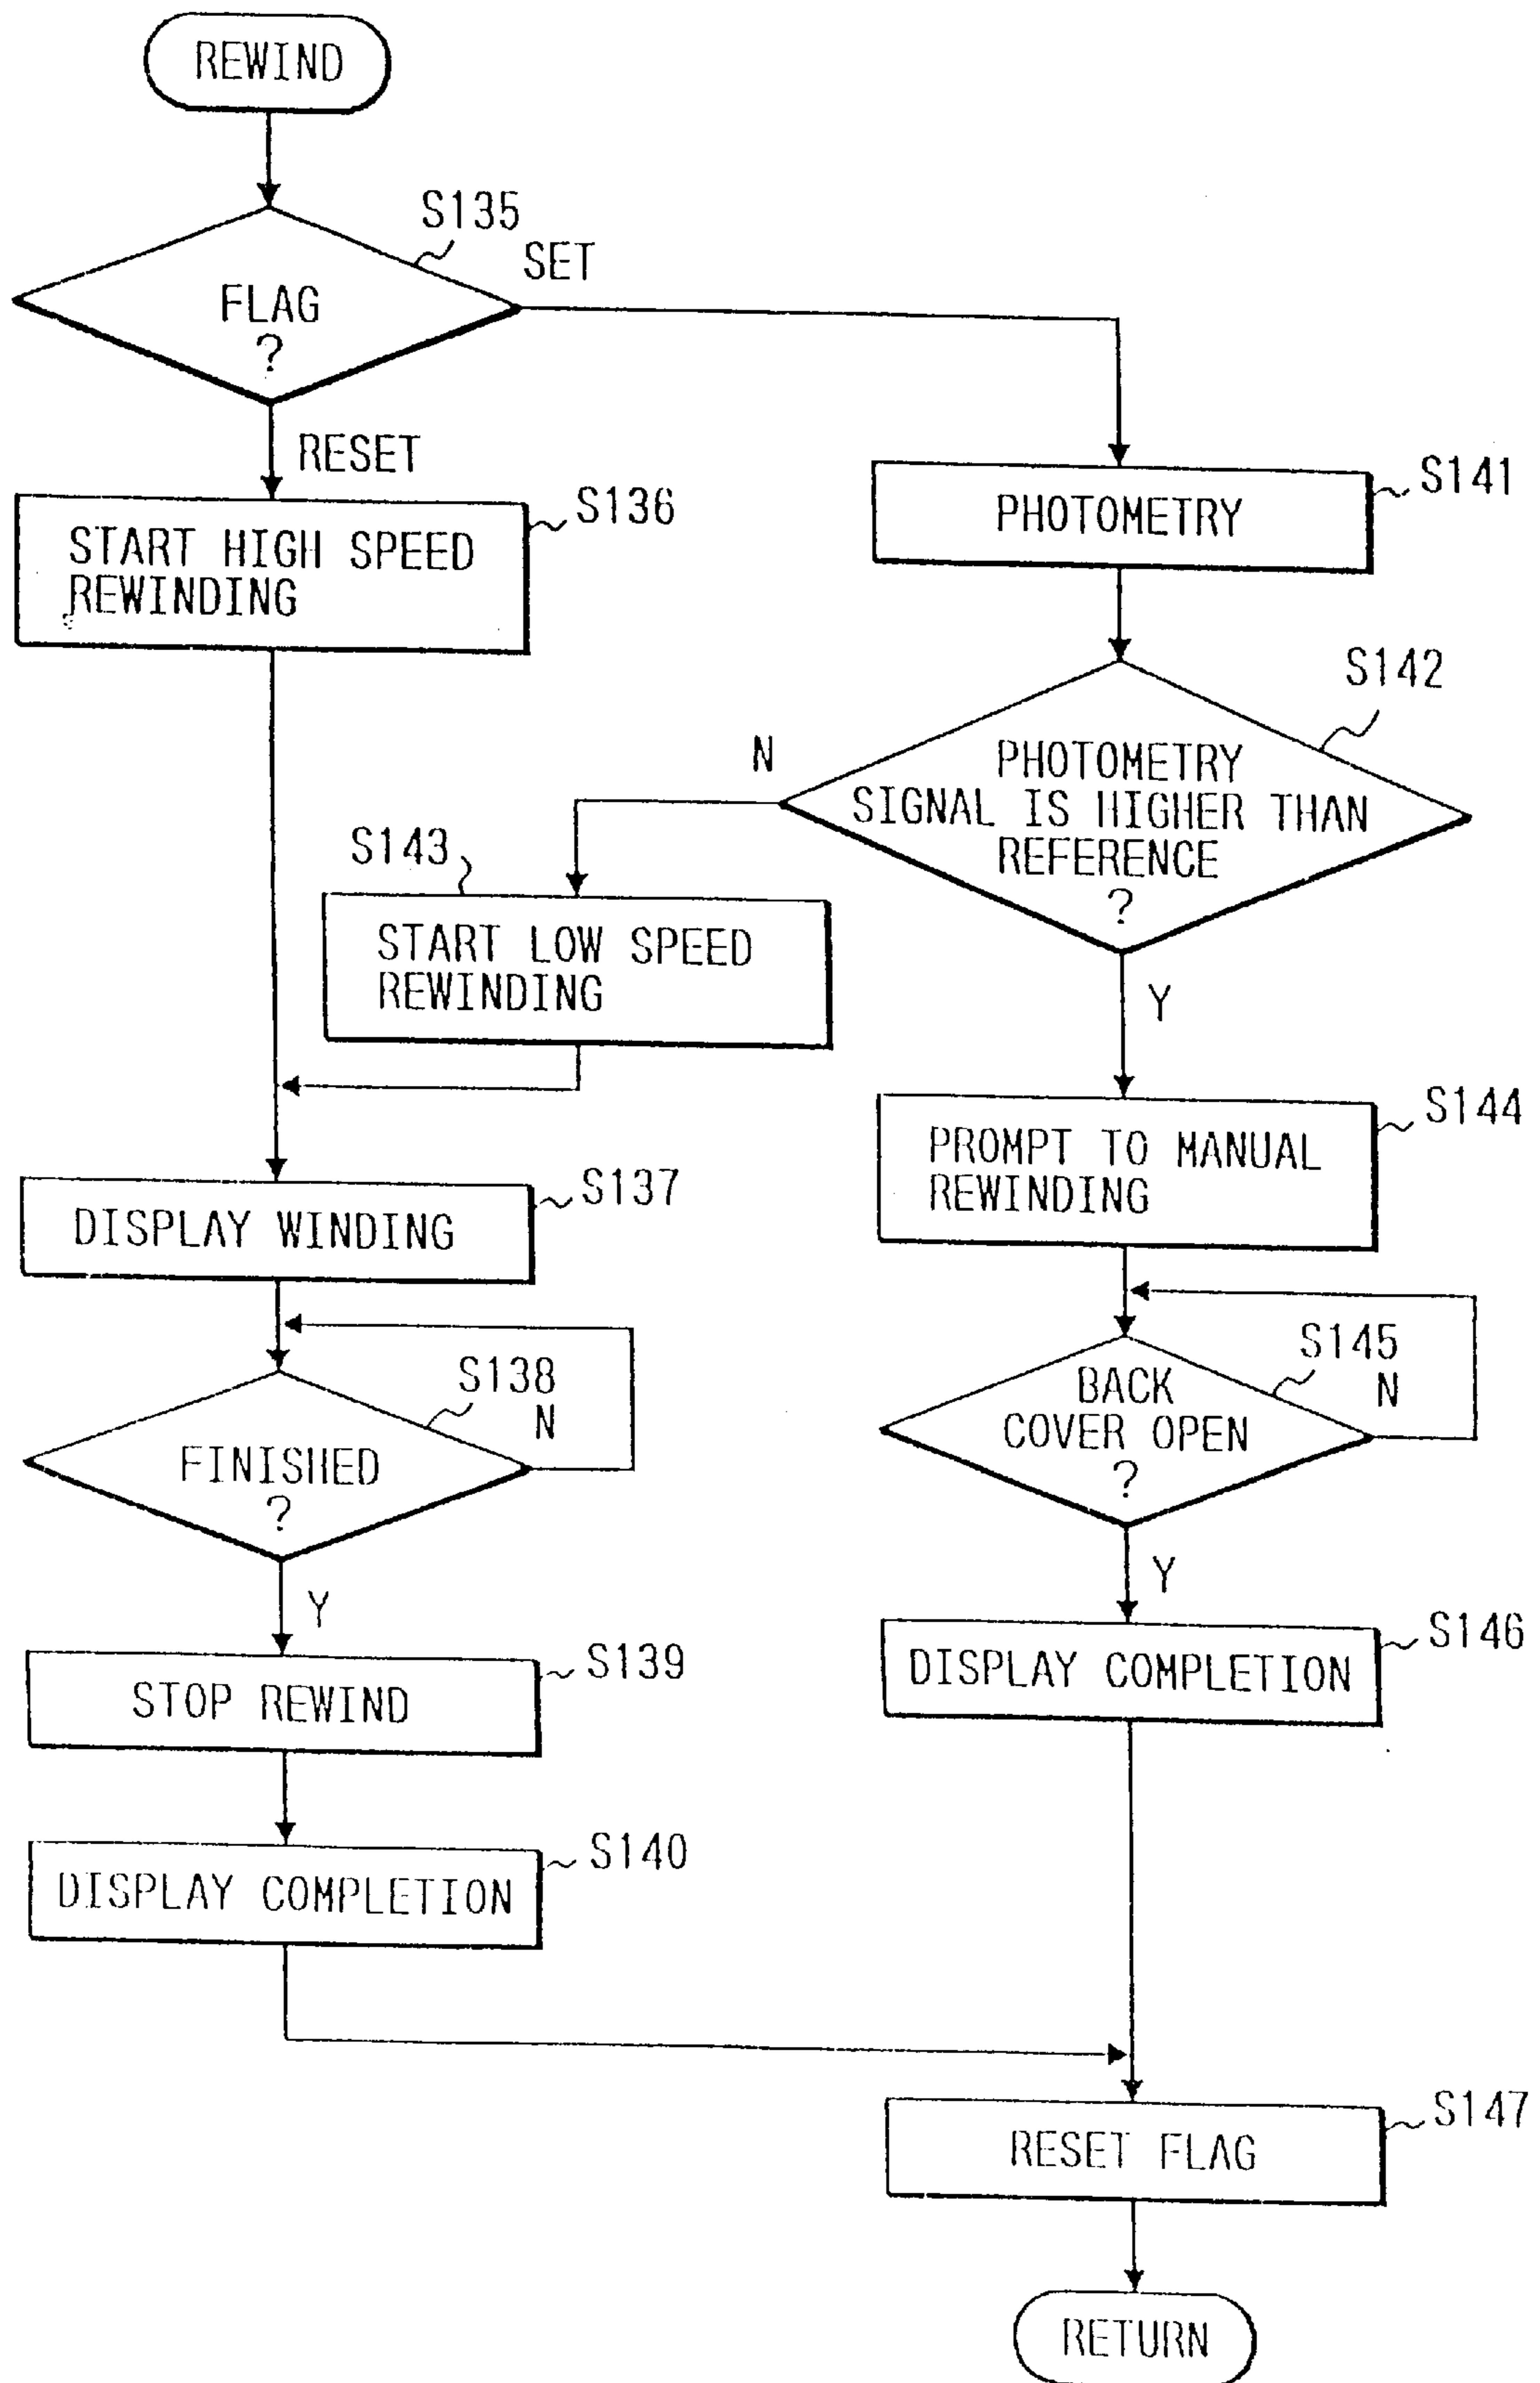 REWIND
S135
SET
FLAG
?
RESET
S136
START HIGH SPEED
REWINDING
S141
PHOTOMETRY
S142
N
PHOTOMETRY
SIGNAL IS HIGHER THAN
REFERENCE
?
S143
START LOW SPEED
REWINDING
Y
S144
PROMPT TO MANUAL
REWINDING
S137
DISPLAY WINDING
S138
N
FINISHED
?
S145
N
BACK
COVER OPEN
?
Y
Y
S139
STOP REWIND
S146
DISPLAY COMPLETION
S140
DISPLAY COMPLETION
S147
RESET FLAG
RETURN